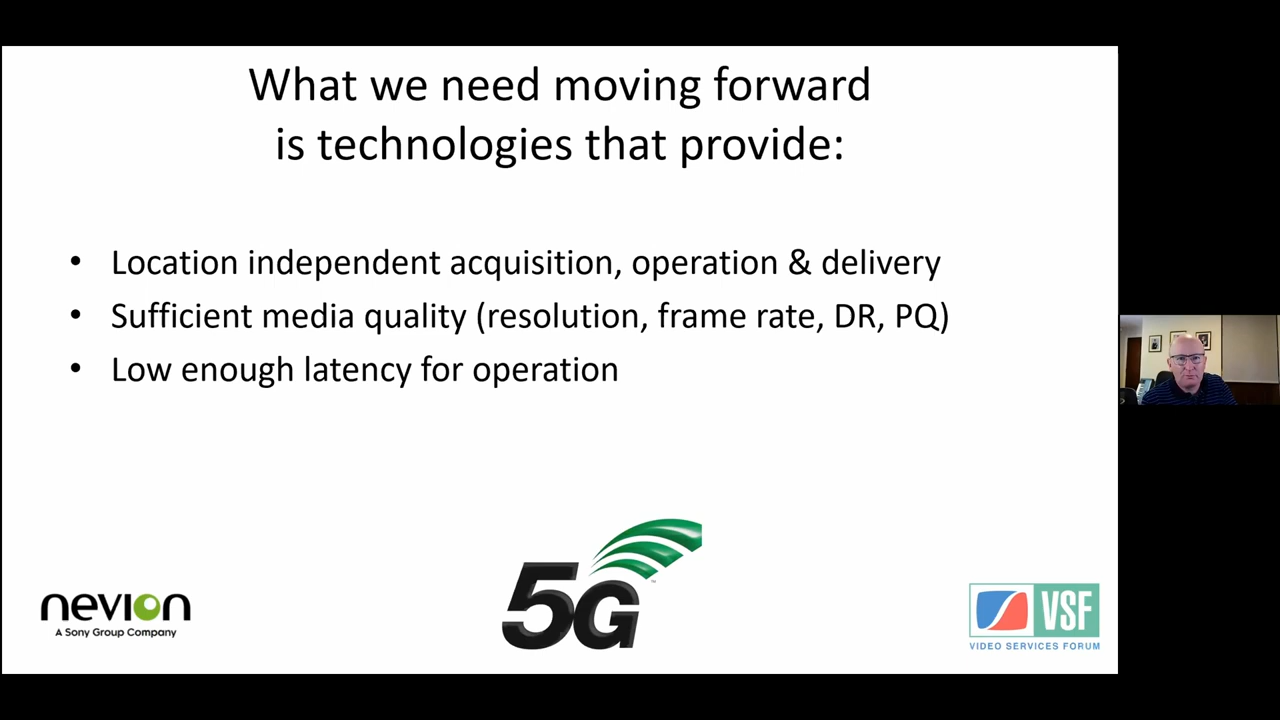 What we need moving forward
is technologies that provide:
• Location independent acquisition, operation & delivery
• Sufficient media quality (resolution, frame rate, DR, PQ)
• Low enough latency for operation
5G
nevion
A Sony Group Company
VSF
VIDEO SERVICES FORUM